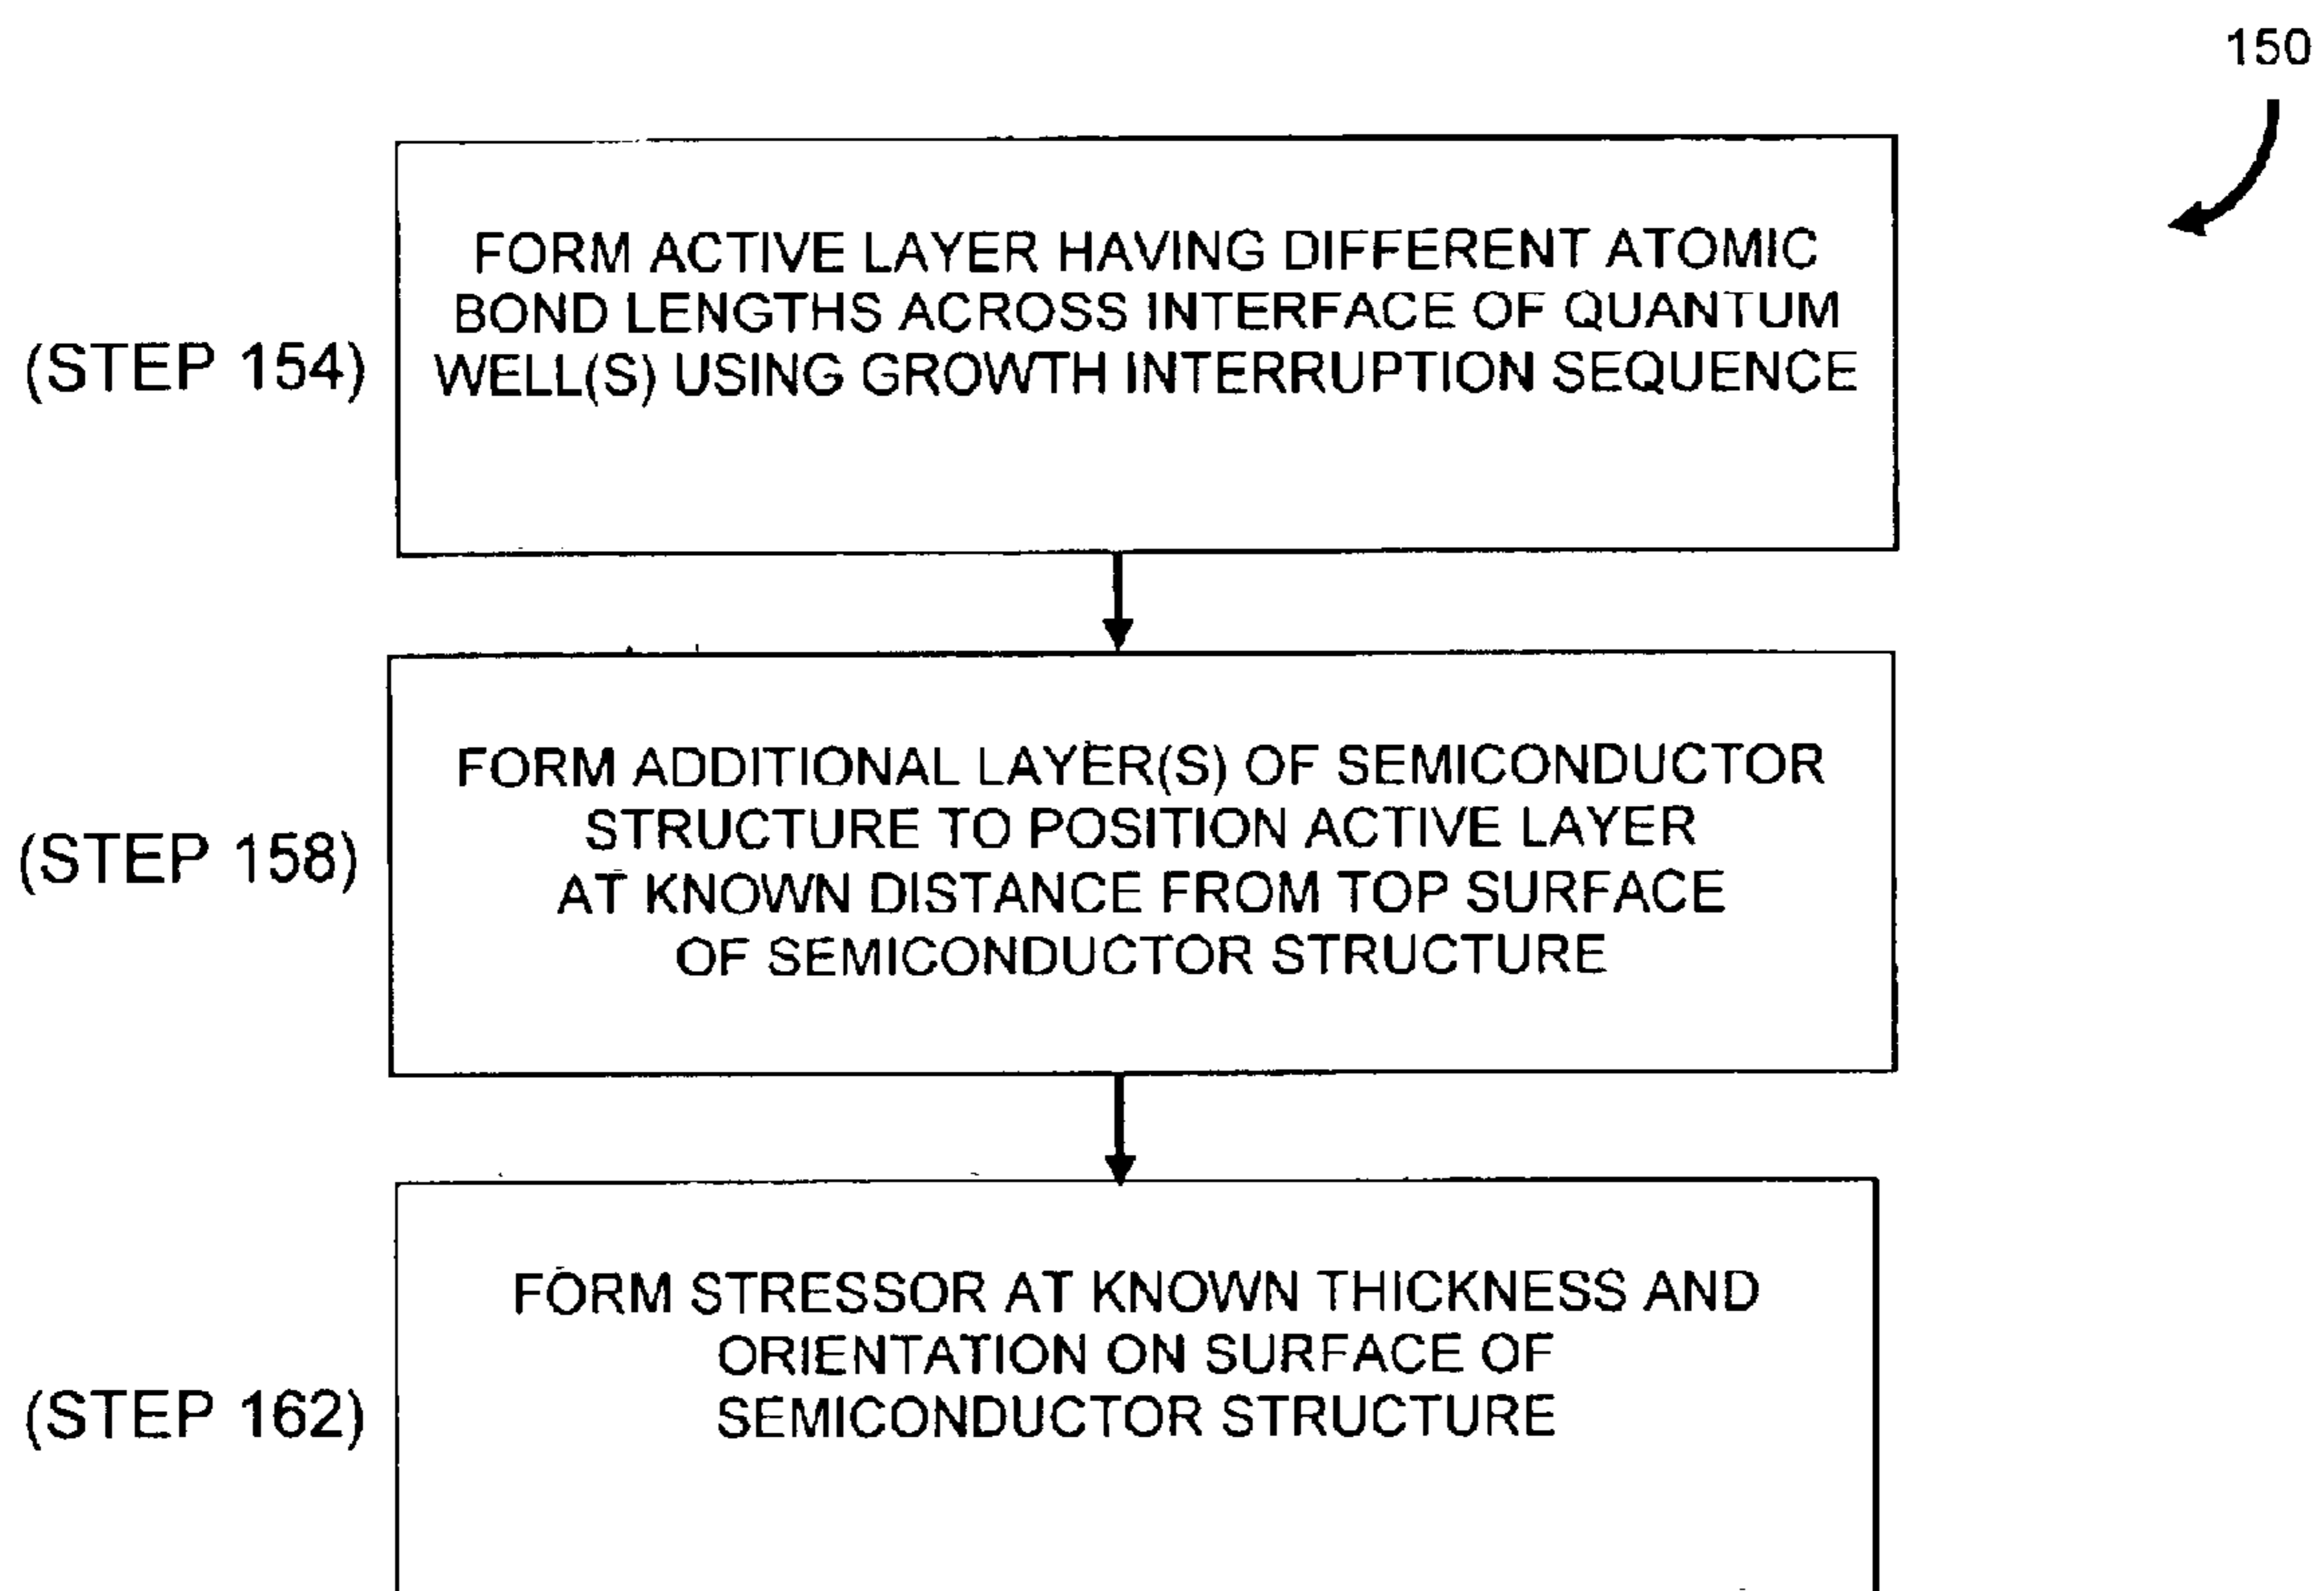 150
FORM ACTIVE LAYER HAVING DIFFERENT ATOMIC
BOND LENGTHS ACROSS INTERFACE OF QUANTUM
(STEP 154)
WELL(S) USING GROWTH INTERRUPTION SEQUENCE
FORM ADDITIONAL LAYER(S) OF SEMICONDUCTOR
STRUCTURE TO POSITION ACTIVE LAYER
(STEP 158)
AT KNOWN DISTANCE FROM TOP SURFACE
OF SEMICONDUCTOR STRUCTURE
FORM STRESSOR AT KNOWN THICKNESS AND
ORIENTATION ON SURFACE OF
(STEP 162)
SEMICONDUCTOR STRUCTURE